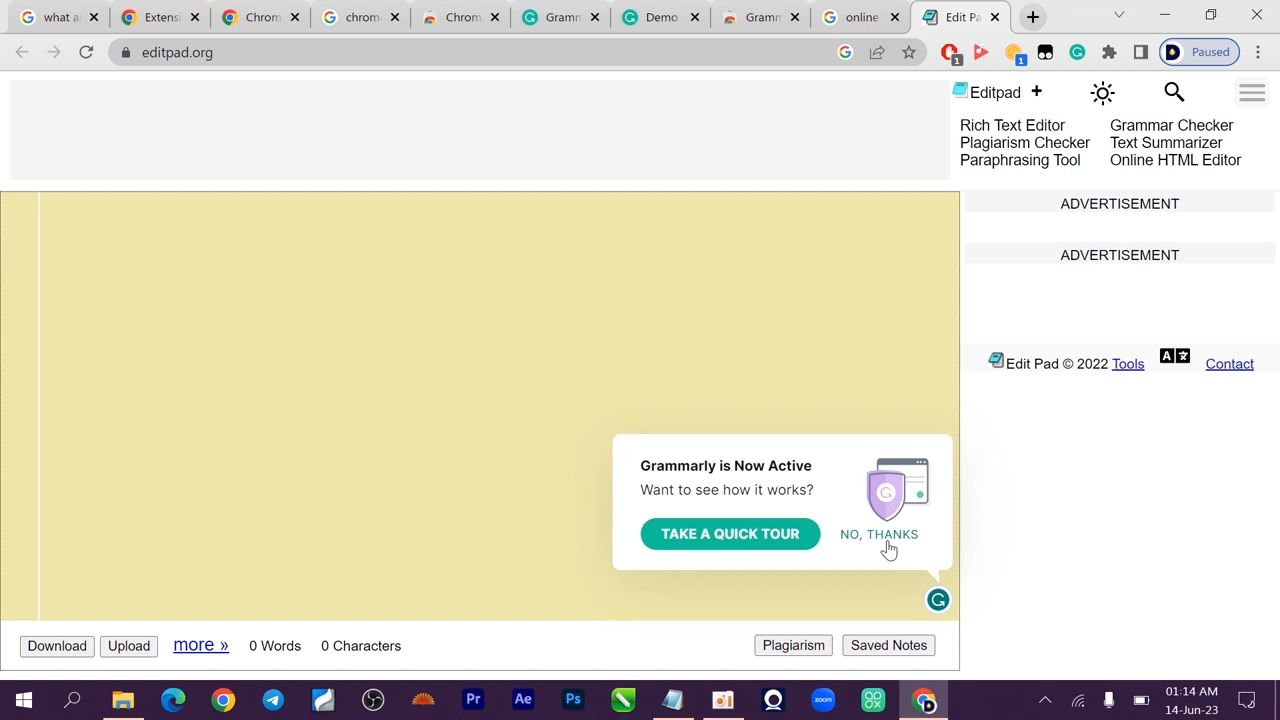 what a
Extensi
Chrom
chrom
Chrom
Gramm
Demo
Gramm
online
Edit Pa
editpad.org
1
1
Paused
Editpad +
Rich Text Editor
Grammar Checker
Plagiarism Checker
Text Summarizer
Paraphrasing Tool
Online HTML Editor
ADVERTISEMENT
ADVERTISEMENT
Edit Pad © 2022 Tools
Contact
Grammarly is Now Active
Want to see how it works?
TAKE A QUICK TOUR
NO, THANKS
Download
Upload
more »
0 Words
0 Characters
Plagiarism
Saved Notes
Pr
Ae
Ps
zoom
01:14 AM
14-Jun-23